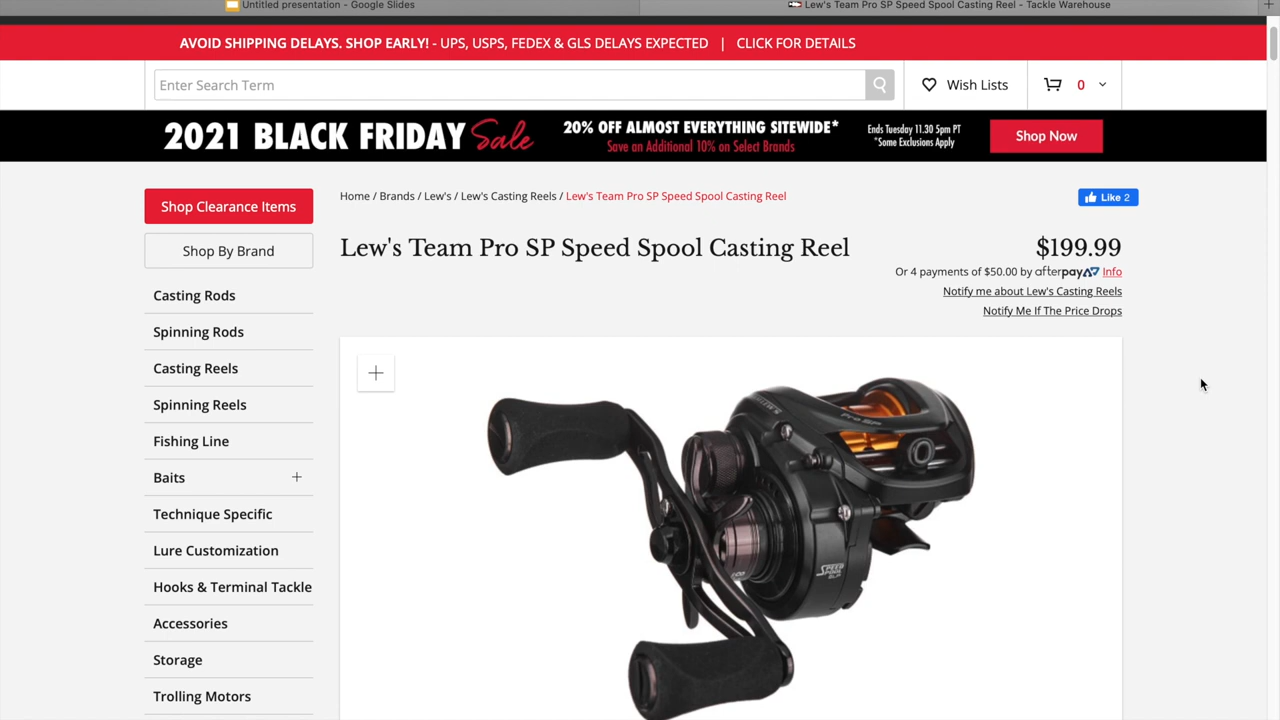 Untitled presentation - Google Slides
Lew's Team Pro SP Speed Spool Casting Reel - Tackle Warehouse
AVOID SHIPPING DELAYS. SHOP EARLY! - UPS, USPS, FEDEX & GLS DELAYS EXPECTED | CLICK FOR DETAILS
Enter Search Term
Wish Lists
0
2021 BLACK FRIDAY Sale
20% OFF ALMOST EVERYTHING SITEWIDE*
Save an Additional 10% on Select Brands
Ends Tuesday 11.30 5pm PT
*Some Exclusions Apply
Shop Now
Shop Clearance Items
Shop By Brand
Casting Rods
Spinning Rods
Casting Reels
Spinning Reels
Fishing Line
Baits +
Technique Specific
Lure Customization
Hooks & Terminal Tackle
Accessories
Storage
Trolling Motors
Home / Brands / Lew's / Lew's Casting Reels / Lew's Team Pro SP Speed Spool Casting Reel
Like 2
Lew's Team Pro SP Speed Spool Casting Reel
$199.99
Or 4 payments of $50.00 by afterpay Info
Notify me about Lew's Casting Reels
Notify Me If The Price Drops
Pro SP
SPEED
SPOOL